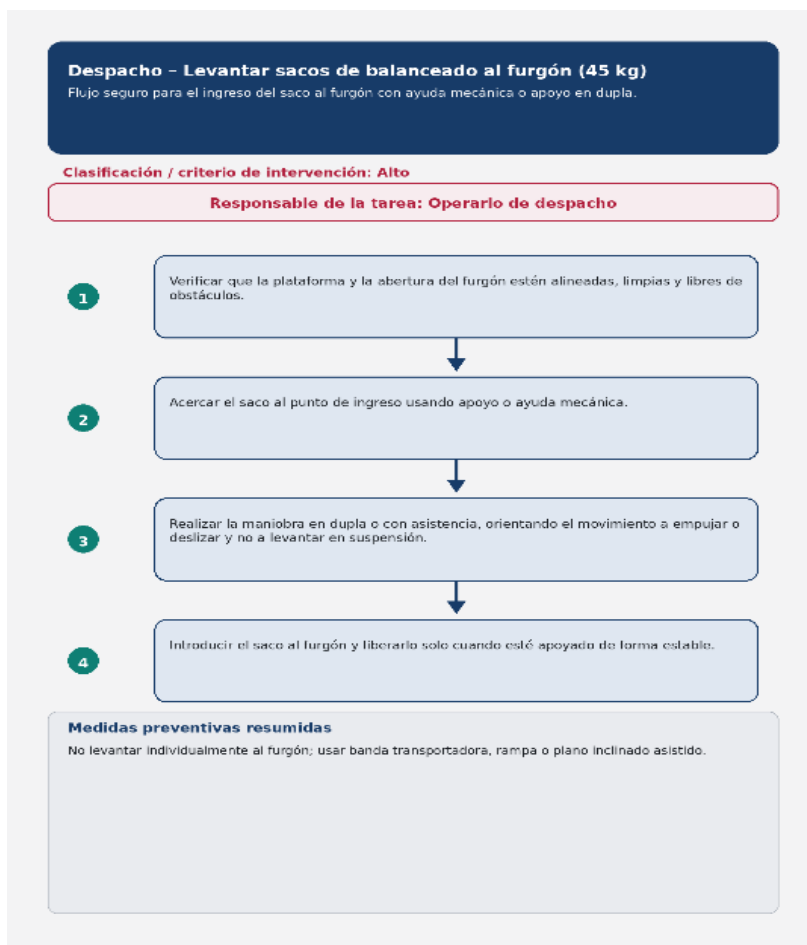 Despacho – Levantar sacos de balanceado al furgón (45 kg)
Flujo seguro para el ingreso del saco al furgón con ayuda mecánica o apoyo en dupla.
Clasificación / criterio de intervención: Alto
Responsable de la tarea: Operario de despacho
1
Verificar que la plataforma y la abertura del furgón estén alineadas, limpias y libres de
obstáculos.
2
Acercar el saco al punto de ingreso usando apoyo o ayuda mecánica.
3
Realizar la maniobra en dupla o con asistencia, orientando el movimiento a empujar o
deslizar y no a levantar en suspensión.
4
Introducir el saco al furgón y liberarlo solo cuando esté apoyado de forma estable.
Medidas preventivas resumidas
No levantar individualmente al furgón; usar banda transportadora, rampa o plano inclinado asistido.